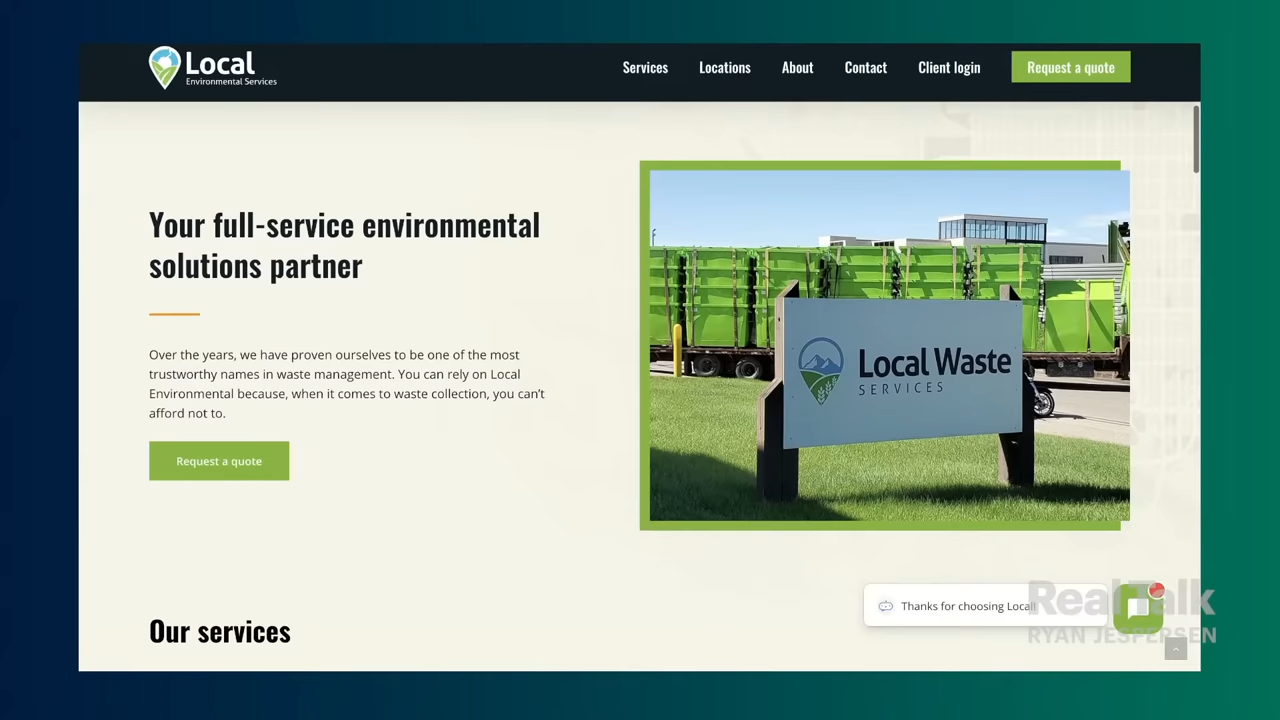 Local
Environmental Services
Services Locations About Contact Client login Request a quote
Your full-service environmental
solutions partner
Over the years, we have proven ourselves to be one of the most
trustworthy names in waste management. You can rely on Local
Environmental because, when it comes to waste collection, you can't
afford not to.
Request a quote
Local Waste
SERVICES
Our services
Thanks for choosing Local!
Real Talk
RYAN JESPERSEN